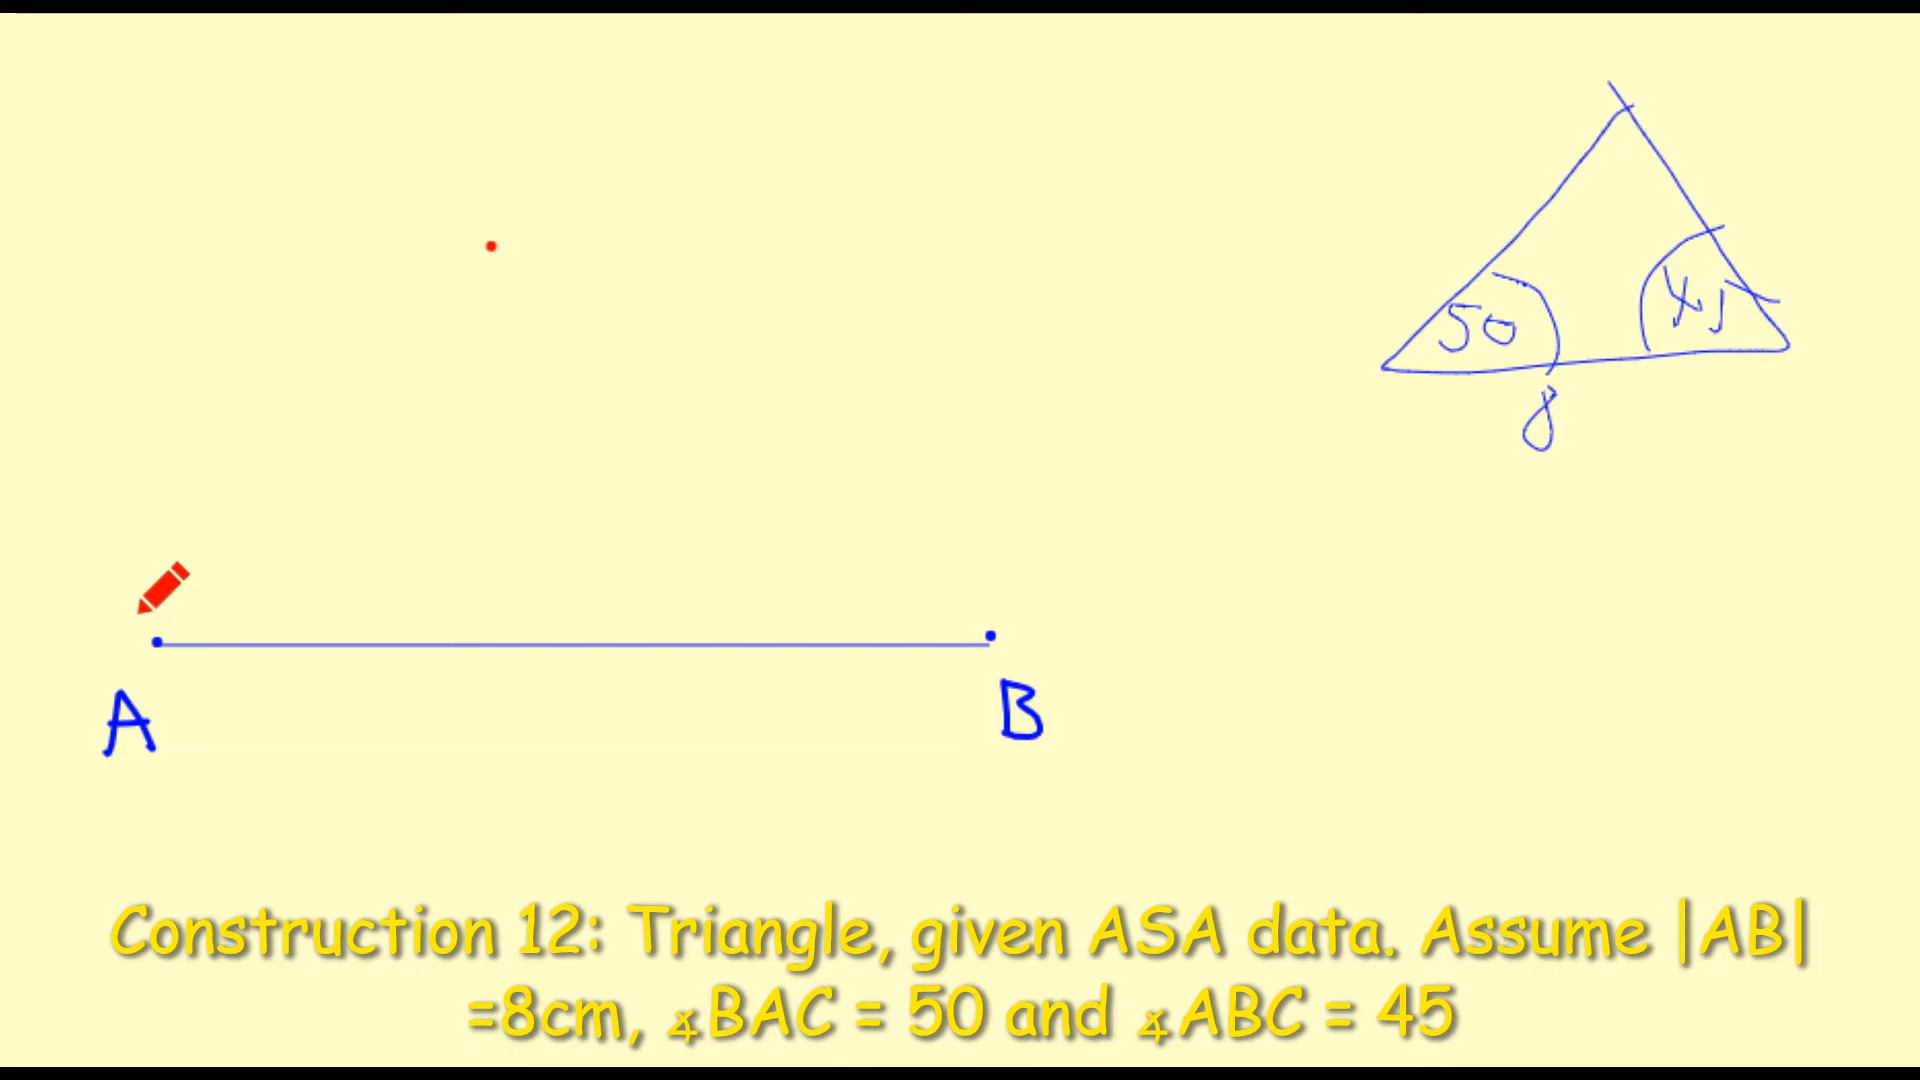 50
45
8
A
B
Construction 12: Triangle, given ASA data. Assume |AB|
=8cm, ∡BAC = 50 and ∡ABC = 45